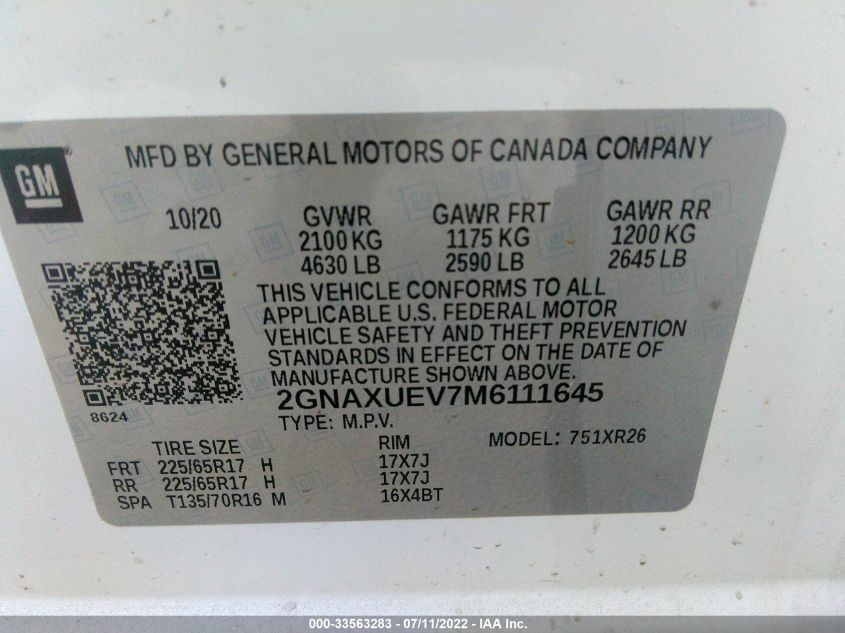 MFD BY GENERAL MOTORS OF CANADA COMPANY
GM
10/20 GVWR GAWR FRT GAWR RR
2100 KG 1175 KG 1200 KG
4630 LB 2590 LB 2645 LB
THIS VEHICLE CONFORMS TO ALL
APPLICABLE U.S. FEDERAL MOTOR
VEHICLE SAFETY AND THEFT PREVENTION
STANDARDS IN EFFECT ON THE DATE OF
MANUFACTURE SHOWN ABOVE.
8624
2GNAXUEV7M6111645
TYPE: M.P.V.
TIRE SIZE RIM MODEL: 751XR26
FRT 225/65R17 H 17X7J
RR 225/65R17 H 17X7J
SPA T135/70R16 M 16X4BT
000-33563283 - 07/11/2022 - IAA Inc.